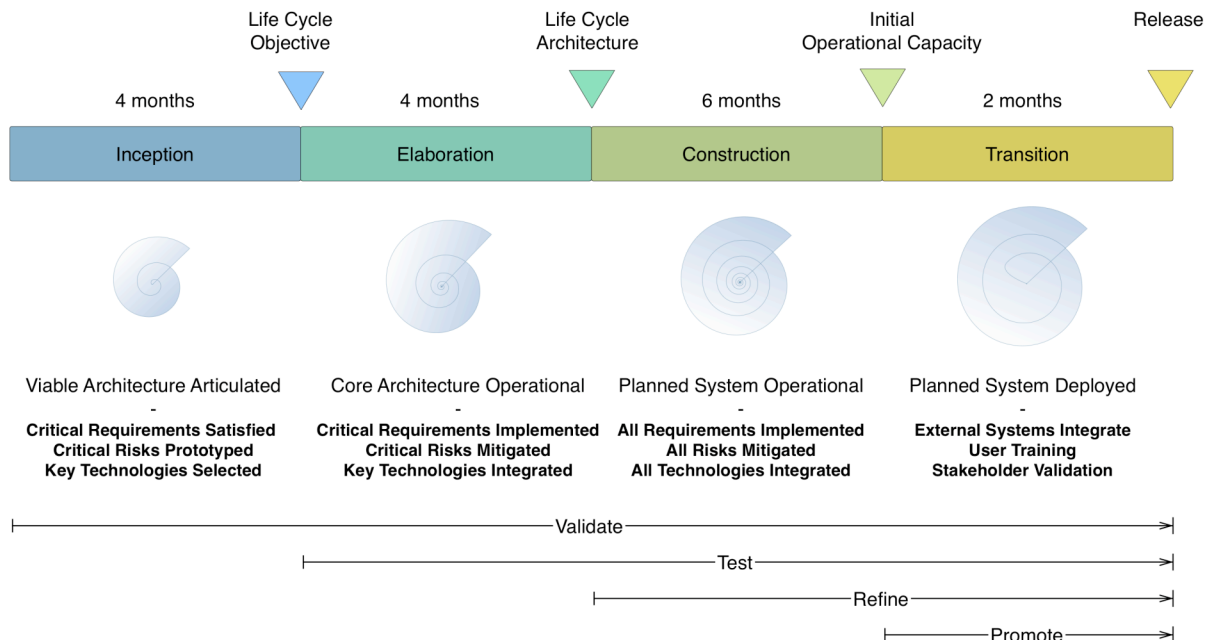 Life Cycle
Objective
Life Cycle
Architecture
Initial
Operational Capacity
Release
4 months
4 months
6 months
2 months
Inception
Elaboration
Construction
Transition
Viable Architecture Articulated
-
Critical Requirements Satisfied
Critical Risks Prototyped
Key Technologies Selected
Core Architecture Operational
-
Critical Requirements Implemented
Critical Risks Mitigated
Key Technologies Integrated
Planned System Operational
-
All Requirements Implemented
All Risks Mitigated
All Technologies Integrated
Planned System Deployed
-
External Systems Integrate
User Training
Stakeholder Validation
Validate
Test
Refine
Promote